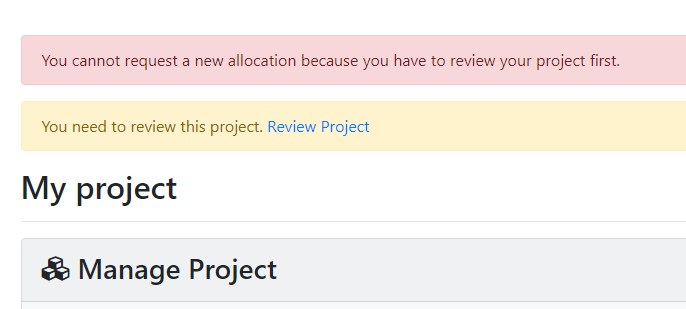 You cannot request a new allocation because you have to review your project first.
You need to review this project. Review Project
My project
Manage Project